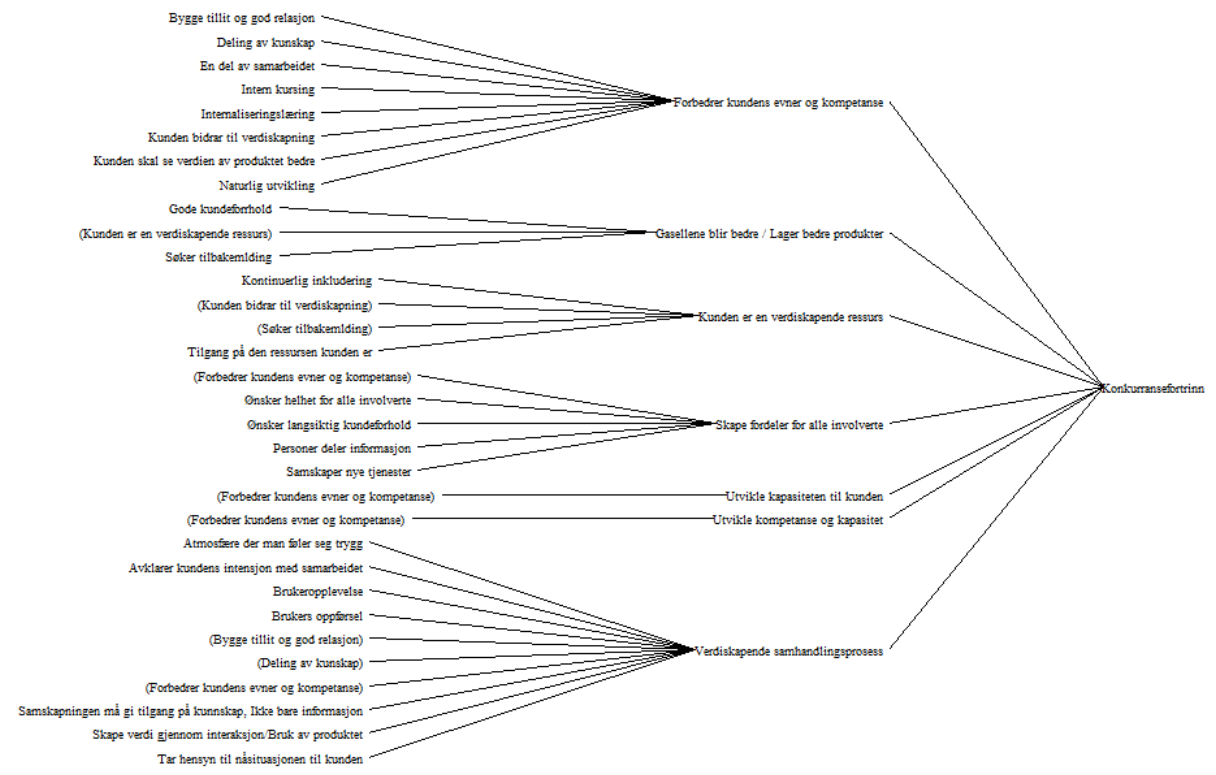 Bygge tillit og god relasjon
Deling av kunskap
En del av samarbeidet
Intern kursing
Internaliseringslæring
Kunden bidrar til verdiskapning
Kunden skal se verdien av produktet bedre
Naturlig utvikling
Forbedrer kundens evner og kompetanse
Gode kundeforrhold
(Kunden er en verdiskapende ressurs)
Søker tilbakemlding
Gasellene blir bedre / Lager bedre produkter
Kontinuerlig inkludering
(Kunden bidrar til verdiskapning)
(Søker tilbakemlding)
Tilgang på den ressursen kunden er
Kunden er en verdiskapende ressurs
(Forbedrer kundens evner og kompetanse)
Ønsker helhet for alle involverte
Ønsker langsiktig kundeforhold
Personer deler informasjon
Samskaper nye tjenester
Skape fordeler for alle involverte
(Forbedrer kundens evner og kompetanse)
Utvikle kapasiteten til kunden
(Forbedrer kundens evner og kompetanse)
Utvikle kompetanse og kapasitet
Atmosfære der man føler seg trygg
Avklarer kundens intensjon med samarbeidet
Brukeropplevelse
Brukers oppførsel
(Bygge tillit og god relasjon)
(Deling av kunskap)
(Forbedrer kundens evner og kompetanse)
Samskapningen må gi tilgang på kunnskap, Ikke bare informasjon
Skape verdi gjennom interaksjon/Bruk av produktet
Tar hensyn til nåsituasjonen til kunden
Verdiskapende samhandlingsprosess
Konkurransefortrinn